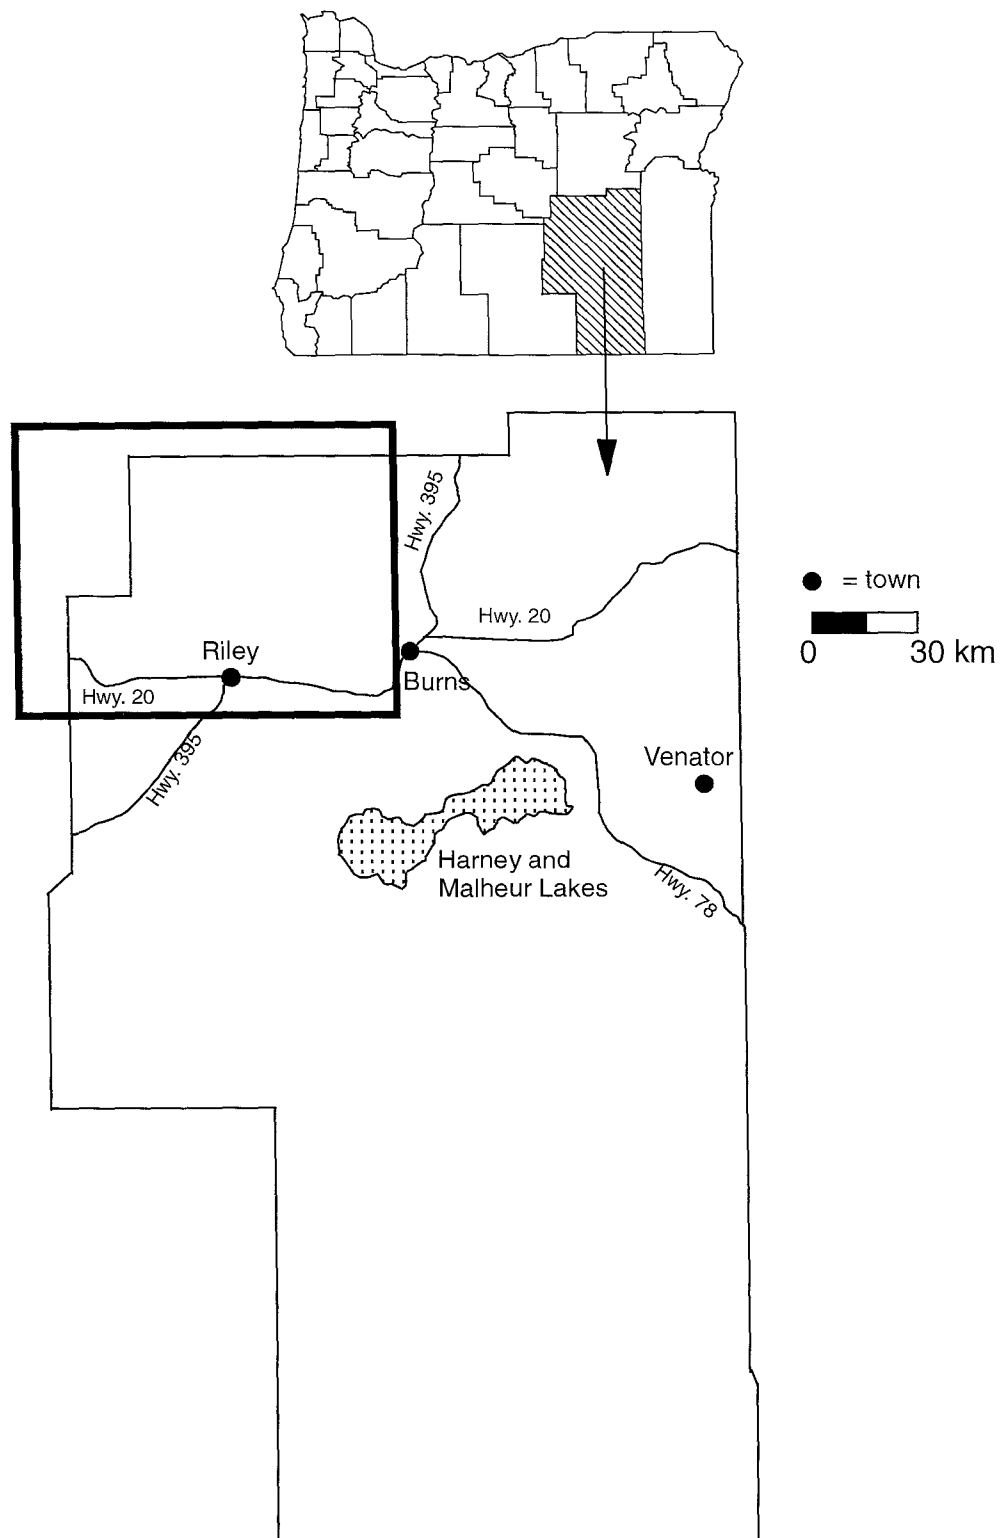 Hwy. 395
= town
Hwy. 20
0 30 km
Riley
Burns
Hwy. 20
Hwy. 395
Venator
Harney and
Malheur Lakes
Hwy. 78